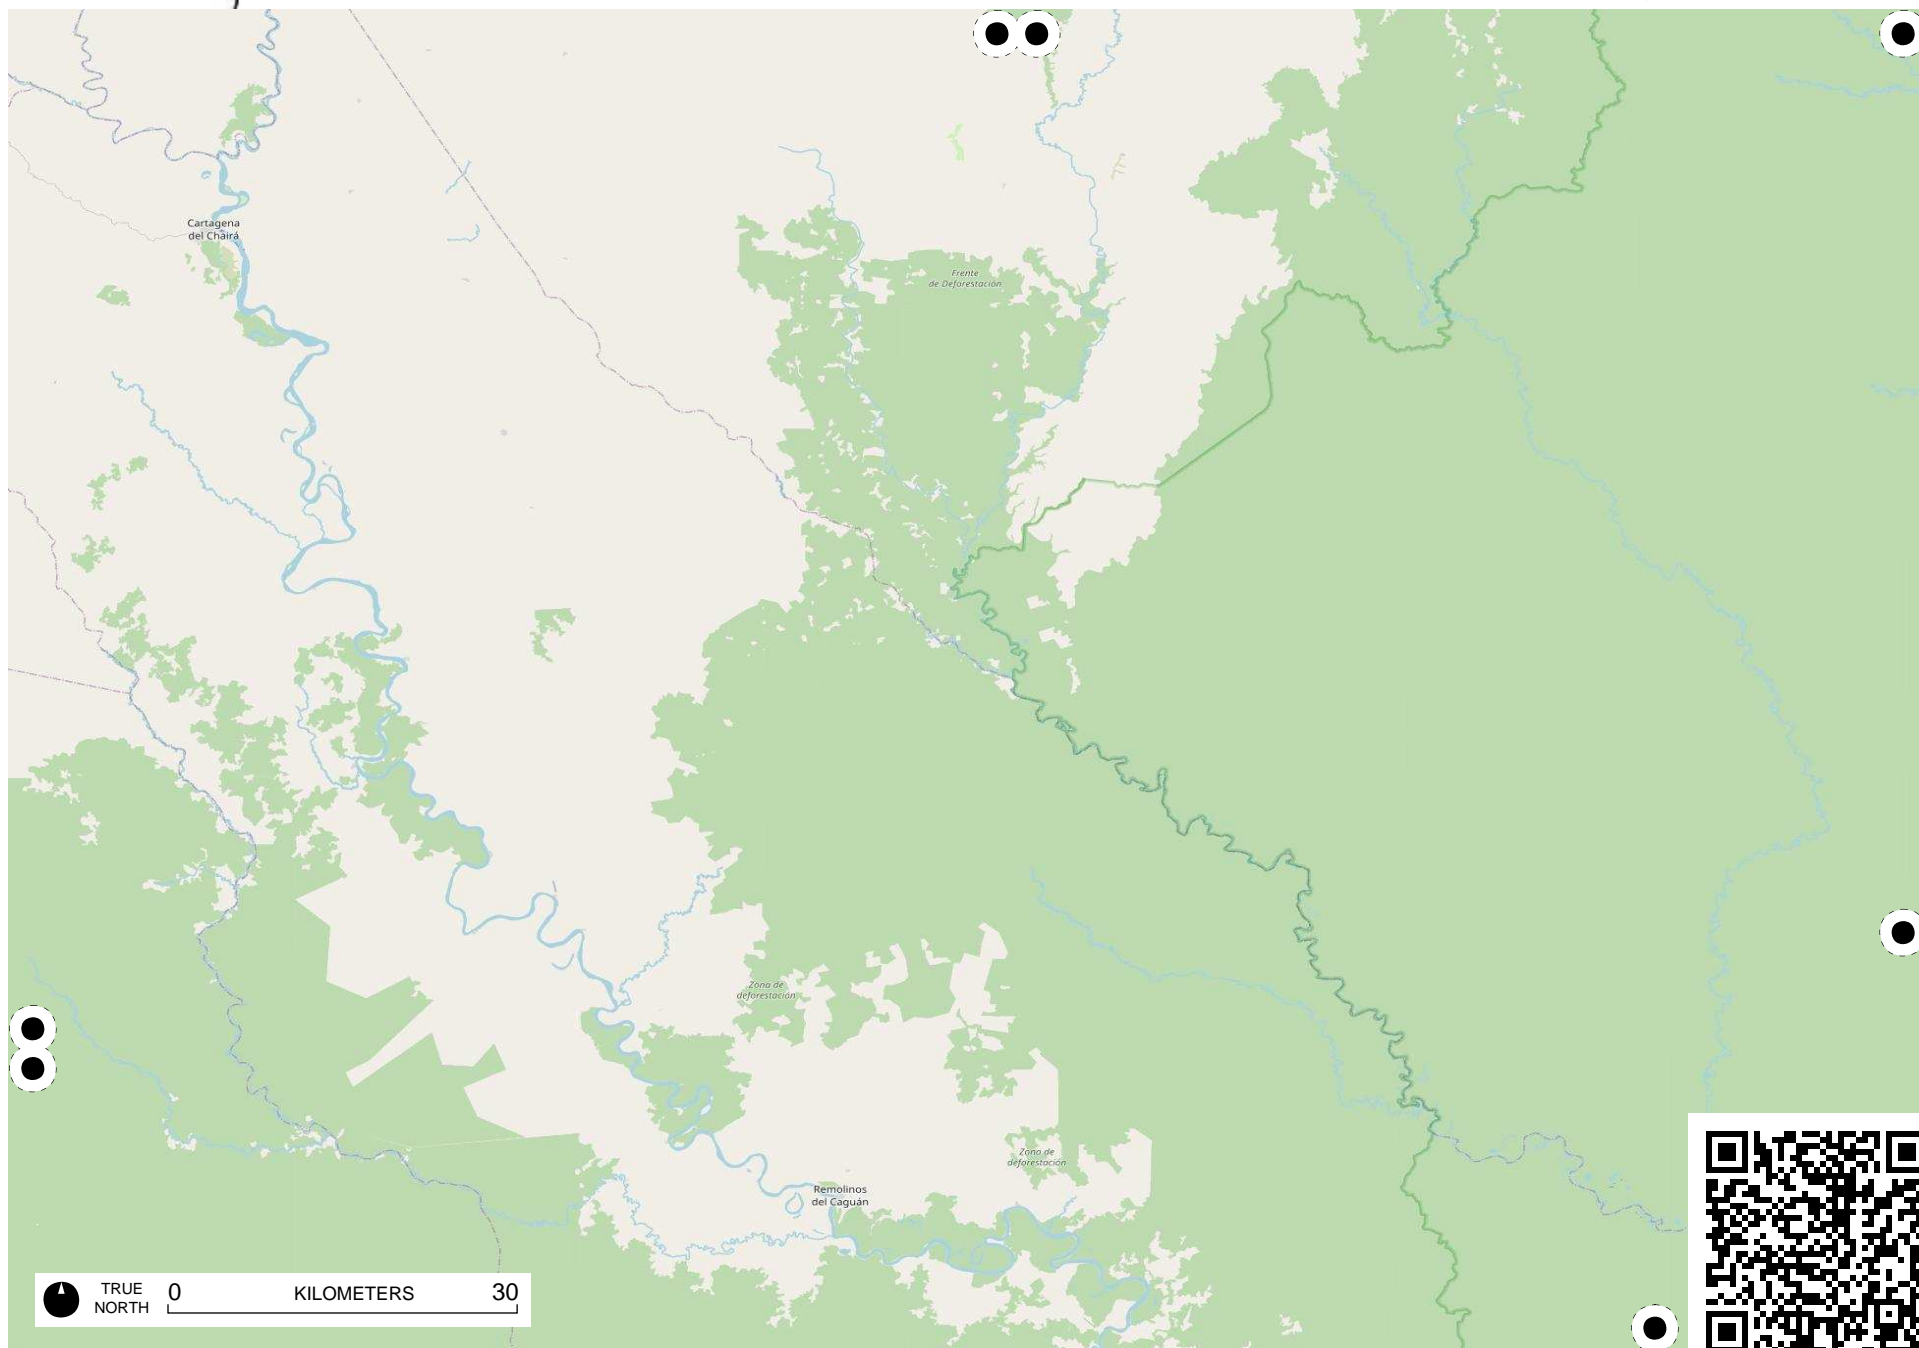 Cartagena
del Chairá
Frente
de Deforestación
Zona de
deforestación
Zona de
deforestación
Remolinos
del Caguán
TRUE
NORTH
0 KILOMETERS 30